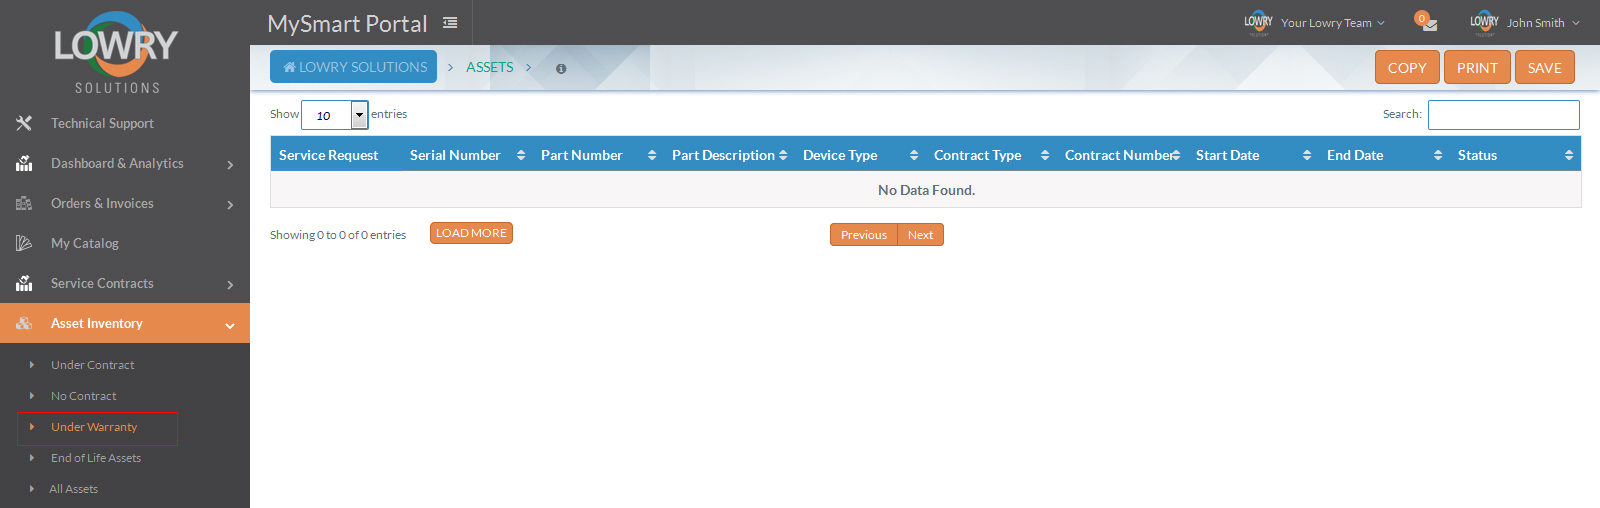 LOWRY
SOLUTIONS
MySmart Portal
LOWRY
Your Lowry Team
0
LOWRY
John Smith
LOWRY SOLUTIONS
ASSETS
COPY
PRINT
SAVE
Technical Support
Dashboard & Analytics
Orders & Invoices
My Catalog
Service Contracts
Asset Inventory
Under Contract
No Contract
Under Warranty
End of Life Assets
All Assets
Show 10 entries
Search:
Service Request Serial Number Part Number Part Description Device Type Contract Type Contract Number Start Date End Date Status
No Data Found.
Showing 0 to 0 of 0 entries
LOAD MORE
Previous Next